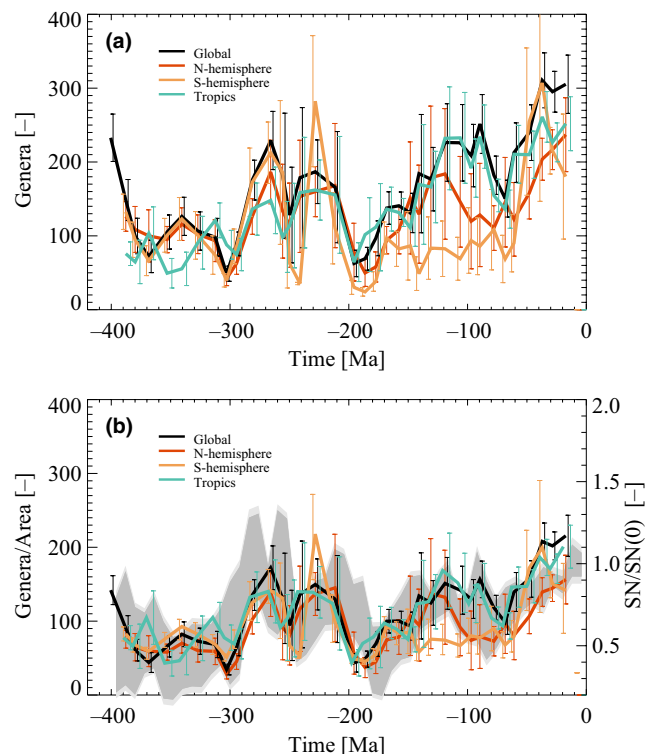 400
(a)
Global
N-hemisphere
S-hemisphere
Tropics
300
200
100
0
Genera [–]
−400 −300 −200 −100 0
Time [Ma]
400 2.0
(b)
Global
N-hemisphere
S-hemisphere
Tropics
300 1.5
200
1.0
100
0.5
0
Genera/Area [–]
SN/SN(0) [–]
−400 −300 −200 −100 0
Time [Ma]